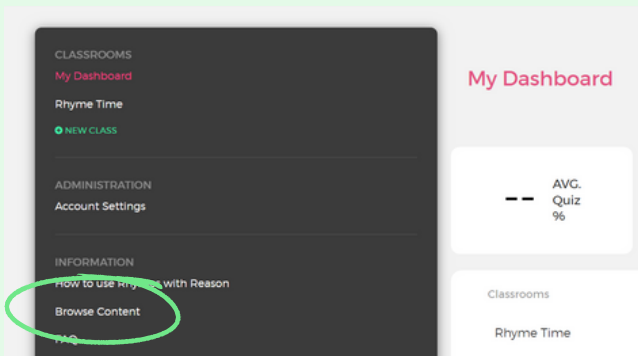 CLASSROOMS
My Dashboard
Rhyme Time
NEW CLASS
ADMINISTRATION
Account Settings
INFORMATION
How to use with Reason
Browse Content
FAQ
My Dashboard
-- AVG.
Quiz
%
Classrooms
Rhyme Time